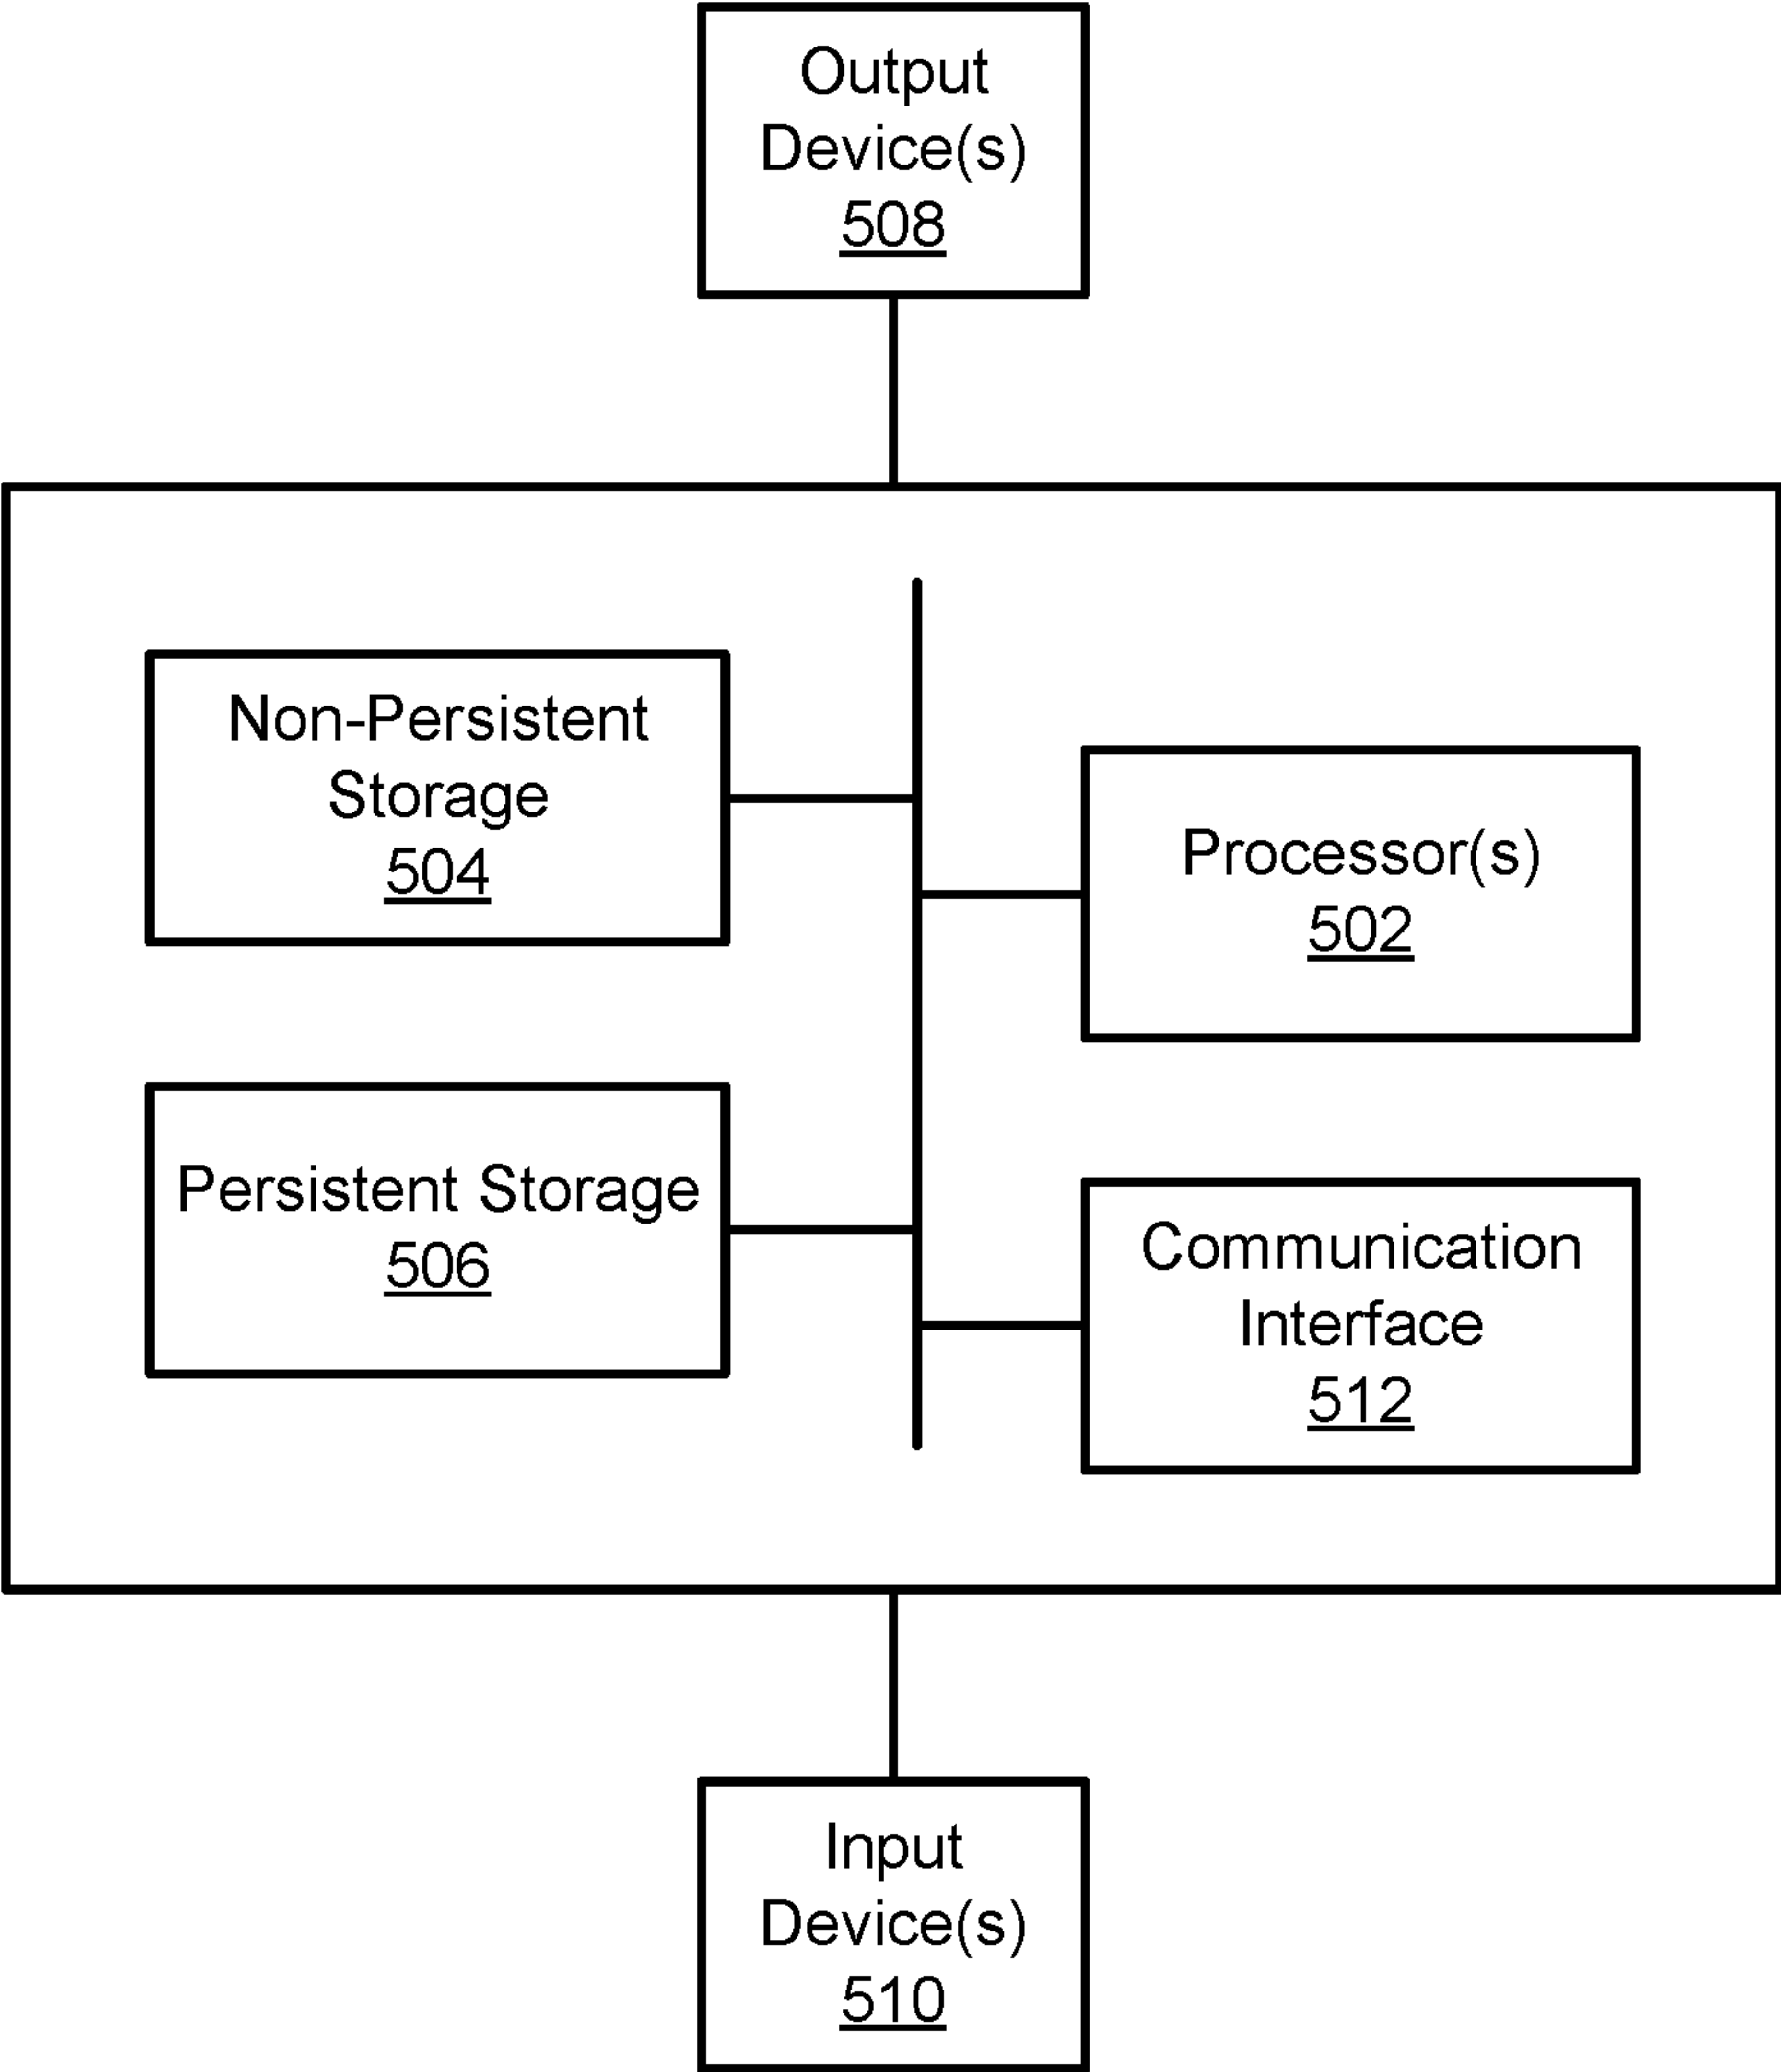 Output
Device(s)
508
Non-Persistent
Storage
504
Processor(s)
502
Persistent Storage
506
Communication
Interface
512
Input
Device(s)
510